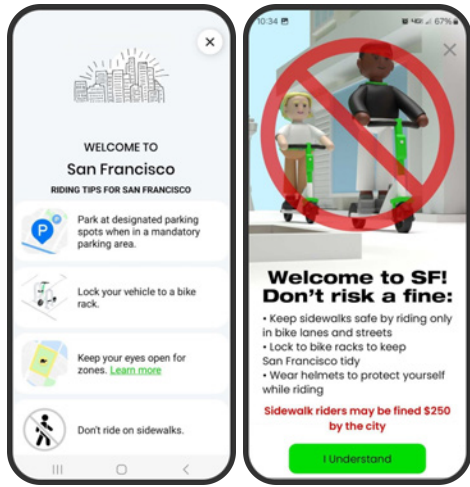 WELCOME TO
San Francisco
RIDING TIPS FOR SAN FRANCISCO
P
P
Park at designated parking
spots when in a mandatory
parking area.
Lock your vehicle to a bike
rack.
Keep your eyes open for
zones. Learn more
Don't ride on sidewalks.
10:34
67%
Welcome to SF!
Don't risk a fine:
• Keep sidewalks safe by riding only
in bike lanes and streets
• Lock to bike racks to keep
San Francisco tidy
• Wear helmets to protect yourself
while riding
Sidewalk riders may be fined $250
by the city
I Understand